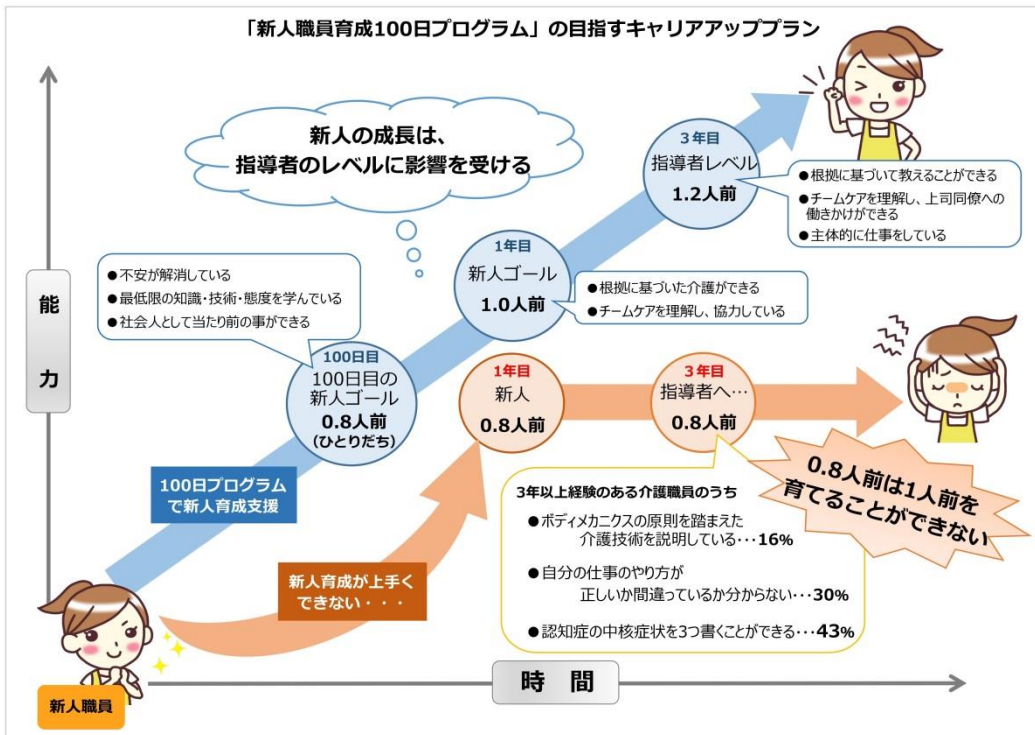 「新人職員育成100日プログラム」の目指すキャリアアッププラン
新人の成長は、
指導者のレベルに影響を受ける
3年目
指導者レベル
1.2人前
●根拠に基づいて教えることができる
●チームケアを理解し、上司同僚への
働きかけができる
●主体的に仕事をしている
1年目
新人ゴール
1.0人前
●根拠に基づいた介護ができる
●チームケアを理解し、協力している
●不安が解消している
●最低限の知識・技術・態度を学んでいる
●社会人として当たり前の事ができる
100日目
100日目の
新人ゴール
0.8人前
(ひとりだち)
能
力
1年目
新人
0.8人前
3年目
指導者へ…
0.8人前
0.8人前は1人前を
育てることができない
100日プログラム
で新人育成支援
新人育成が上手く
できない・・・
3年以上経験のある介護職員のうち
●ボディメカニクスの原則を踏まえた
介護技術を説明している･･･16%
●自分の仕事のやり方が
正しいか間違っているか分からない･･･30%
●認知症の中核症状を3つ書くことができる･･･43%
新人職員
時 間